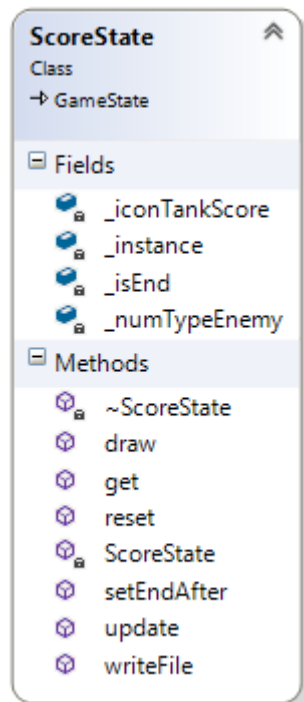 ScoreState
Class
GameState
Fields
_iconTankScore
_instance
_isEnd
_numTypeEnemy
Methods
~ScoreState
draw
get
reset
ScoreState
setEndAfter
update
writeFile